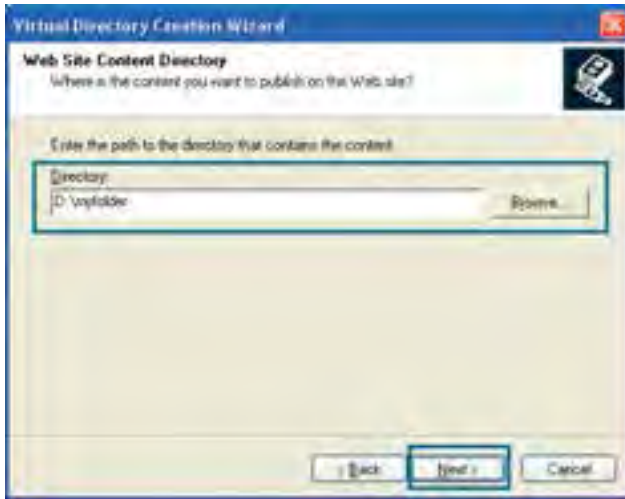 Virtual Directory Creation Wizard
Web Site Content Directory
Where is the content you want to publish on the Web site?
Enter the path to the directory that contains the content.
Directory:
D:\myfolder
Browse...
< Back
Next >
Cancel